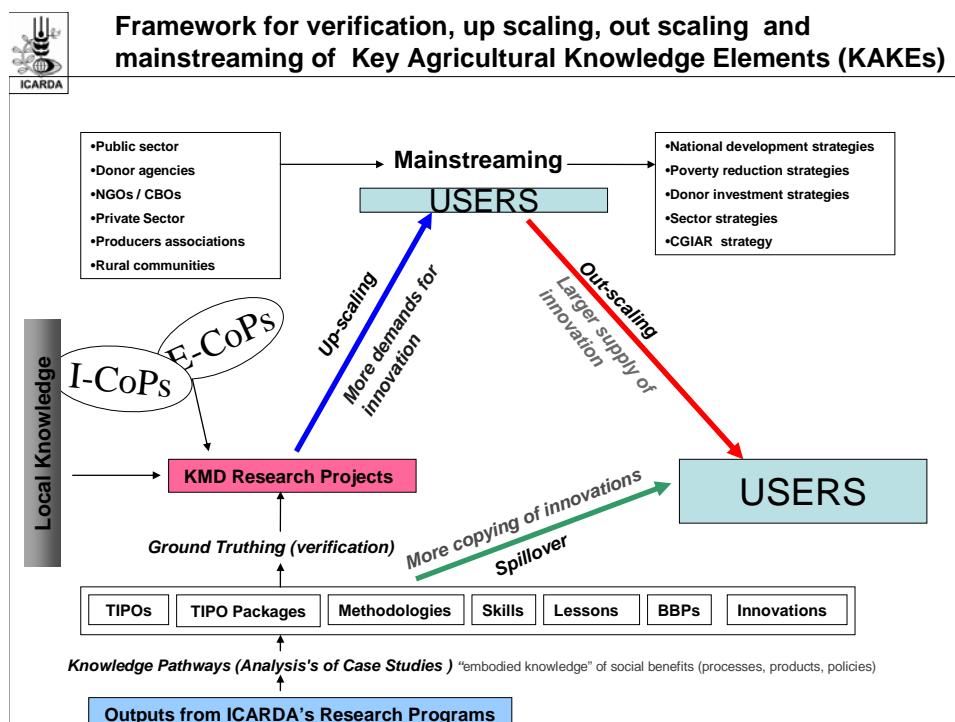 Framework for verification, up scaling, out scaling and
mainstreaming of Key Agricultural Knowledge Elements (KAKEs)
ICARDA
•Public sector
•Donor agencies
•NGOs / CBOs
•Private Sector
•Producers associations
•Rural communities
Mainstreaming
USERS
•National development strategies
•Poverty reduction strategies
•Donor investment strategies
•Sector strategies
•CGIAR strategy
Up-scaling
More demands for
innovation
Out-scaling
Larger supply of
innovation
E-CoPs
I-CoPs
Local Knowledge
KMD Research Projects
USERS
More copying of innovations
Spillover
Ground Truthing (verification)
TIPOs
TIPO Packages
Methodologies
Skills
Lessons
BBPs
Innovations
Knowledge Pathways (Analysis's of Case Studies ) “embodied knowledge” of social benefits (processes, products, policies)
Outputs from ICARDA’s Research Programs